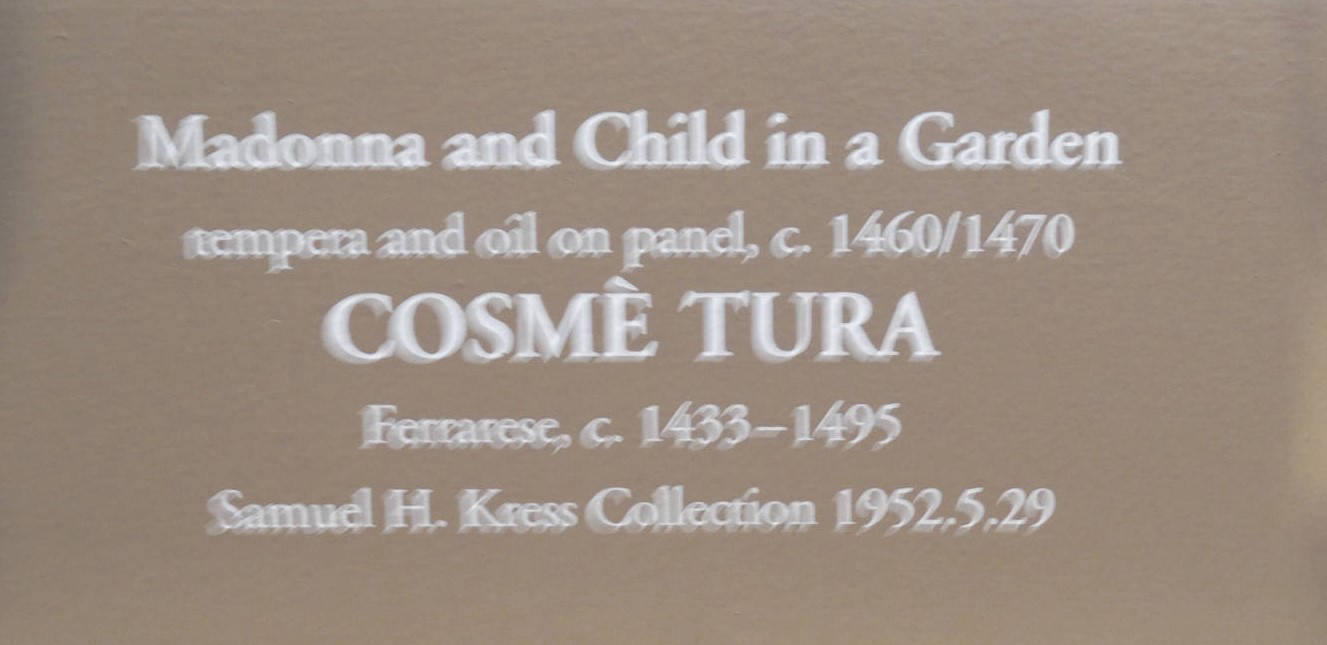 Madonna and Child in a Garden
tempera and oil on panel, c. 1460/1470
COSMÈ TURA
Ferrarese, c. 1433–1495
Samuel H. Kress Collection 1952.5.29